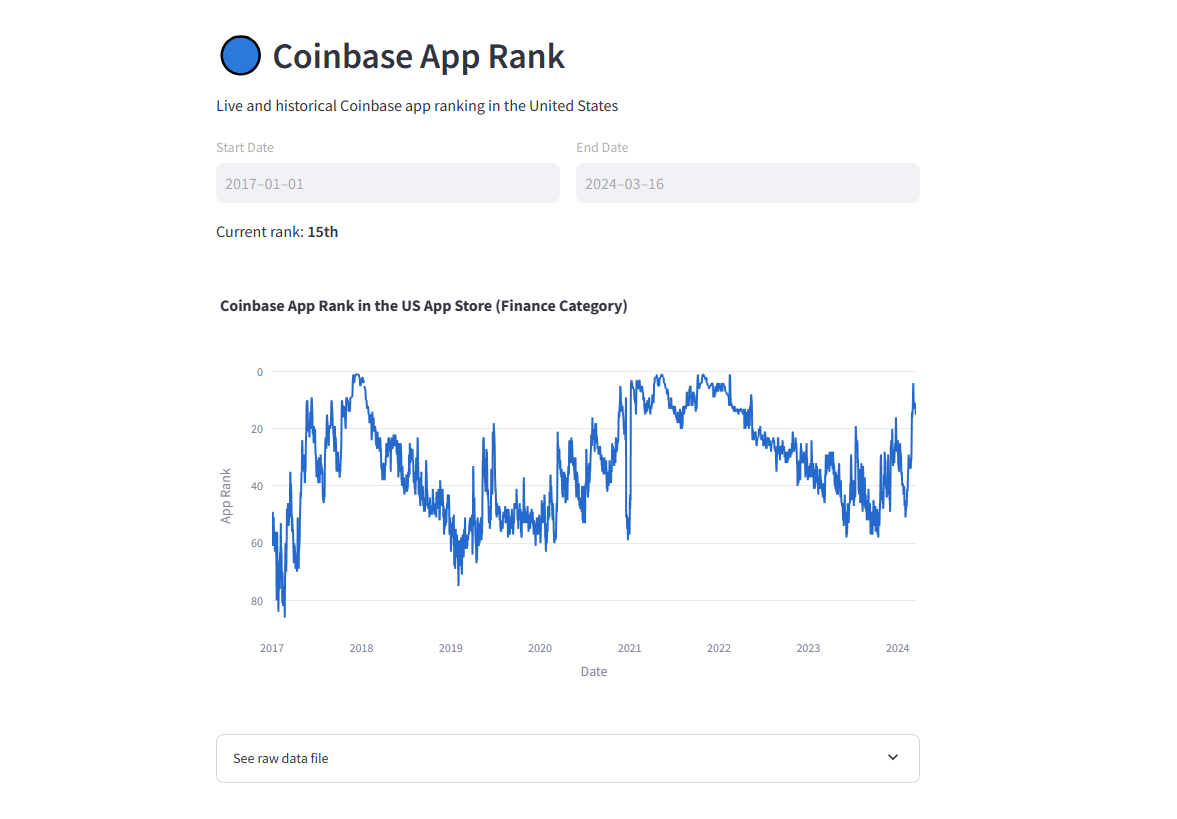 Coinbase App Rank
Live and historical Coinbase app ranking in the United States
Start Date
End Date
2017–01–01
2024–03–16
Current rank: 15th
Coinbase App Rank in the US App Store (Finance Category)
0
20
40
60
80
App Rank
2017 2018 2019 2020 2021 2022 2023 2024
Date
See raw data file